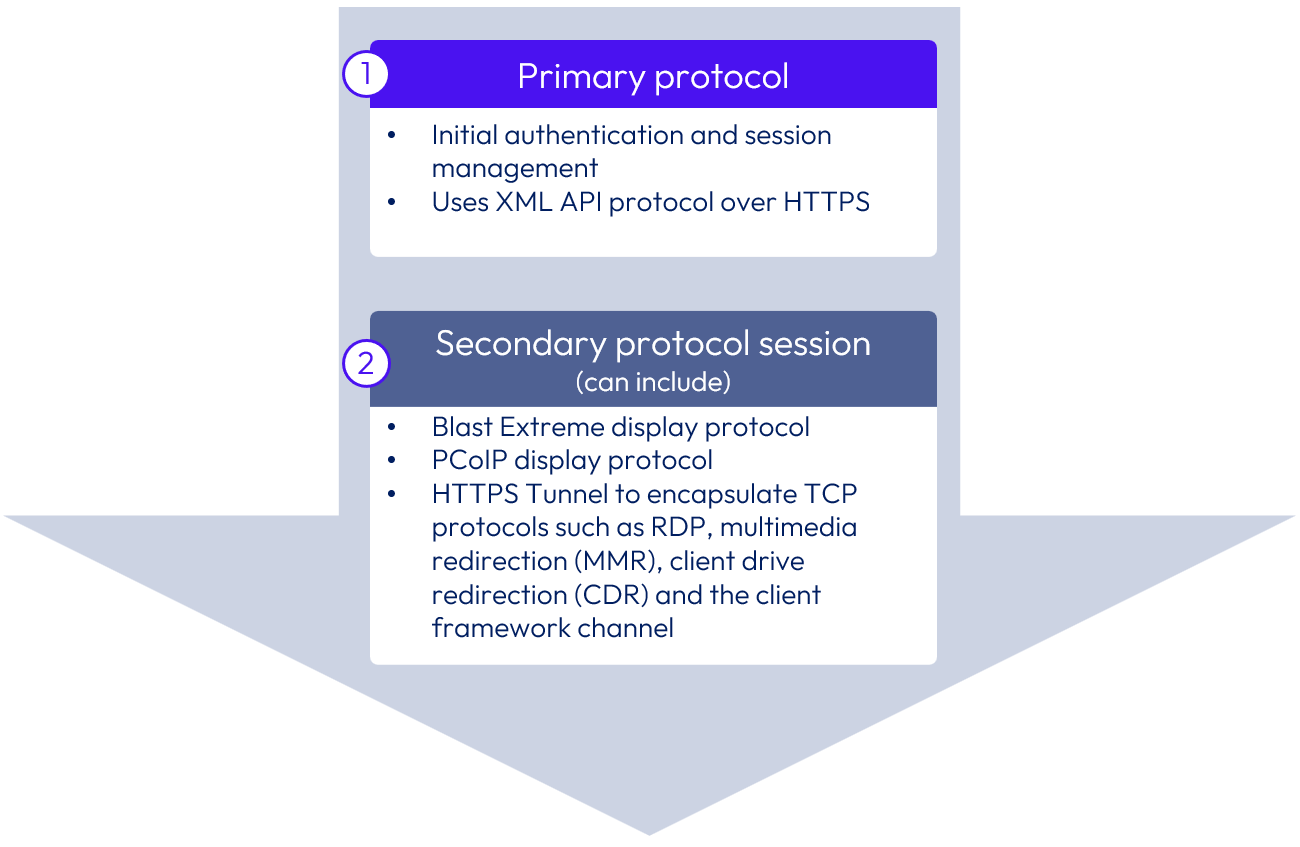 1
Primary protocol
• Initial authentication and session
management
• Uses XML API protocol over HTTPS
2
Secondary protocol session
(can include)
• Blast Extreme display protocol
• PCoIP display protocol
• HTTPS Tunnel to encapsulate TCP
protocols such as RDP, multimedia
redirection (MMR), client drive
redirection (CDR) and the client
framework channel